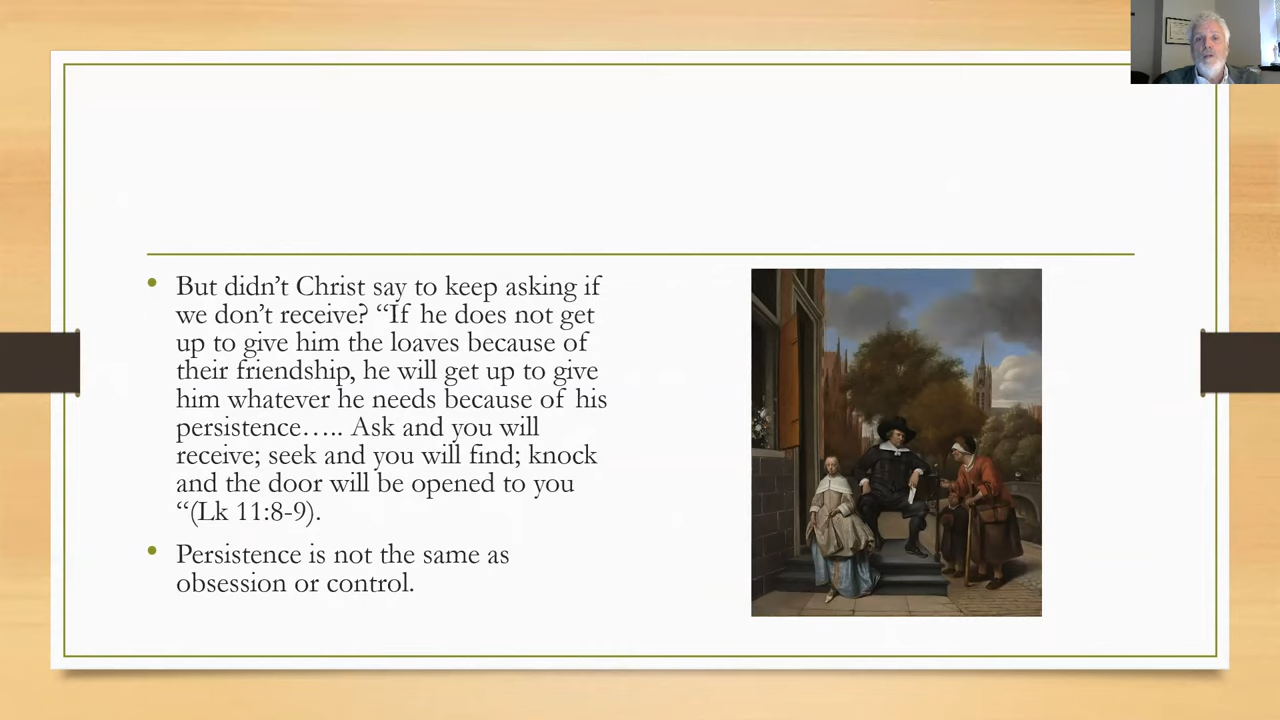 But didn’t Christ say to keep asking if
we don’t receive? “If he does not get
up to give him the loaves because of
their friendship, he will get up to give
him whatever he needs because of his
persistence….. Ask and you will
receive; seek and you will find; knock
and the door will be opened to you
“(Lk 11:8-9).
Persistence is not the same as
obsession or control.